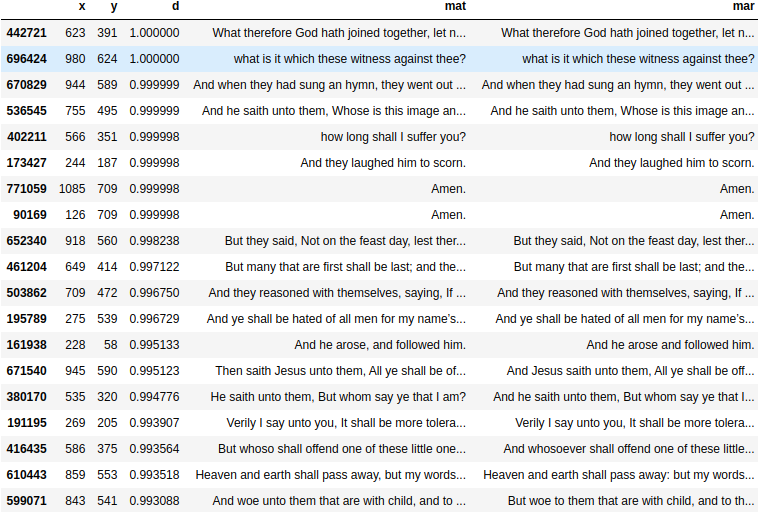 x y d mat mar
442721 623 391 1.000000 What therefore God hath joined together, let n... What therefore God hath joined together, let n...
696424 980 624 1.000000 what is it which these witness against thee? what is it which these witness against thee?
670829 944 589 0.999999 And when they had sung an hymn, they went out ... And when they had sung an hymn, they went out ...
536545 755 495 0.999999 And he saith unto them, Whose is this image an... And he saith unto them, Whose is this image an...
402211 566 351 0.999998 how long shall I suffer you? how long shall I suffer you?
173427 244 187 0.999998 And they laughed him to scorn. And they laughed him to scorn.
771059 1085 709 0.999998 Amen. Amen.
90169 126 709 0.999998 Amen. Amen.
652340 918 560 0.998238 But they said, Not on the feast day, lest ther... But they said, Not on the feast day, lest ther...
461204 649 414 0.997122 But many that are first shall be last; and the... But many that are first shall be last; and the...
503862 709 472 0.996750 And they reasoned with themselves, saying, If ... And they reasoned with themselves, saying, If ...
195789 275 539 0.996729 And ye shall be hated of all men for my name's... And ye shall be hated of all men for my name's...
161938 228 58 0.995133 And he arose, and followed him. And he arose and followed him.
671540 945 590 0.995123 Then saith Jesus unto them, All ye shall be of... And Jesus saith unto them, All ye shall be off...
380170 535 320 0.994776 He saith unto them, But whom say ye that I am? And he saith unto them, But whom say ye that I...
191195 269 205 0.993907 Verily I say unto you, It shall be more tolera... Verily I say unto you, It shall be more tolera...
416435 586 375 0.993564 But whoso shall offend one of these little one... And whosoever shall offend one of these little...
610443 859 553 0.993518 Heaven and earth shall pass away, but my words... Heaven and earth shall pass away: but my words...
599071 843 541 0.993088 And woe unto them that are with child, and to ... But woe to them that are with child, and to th...